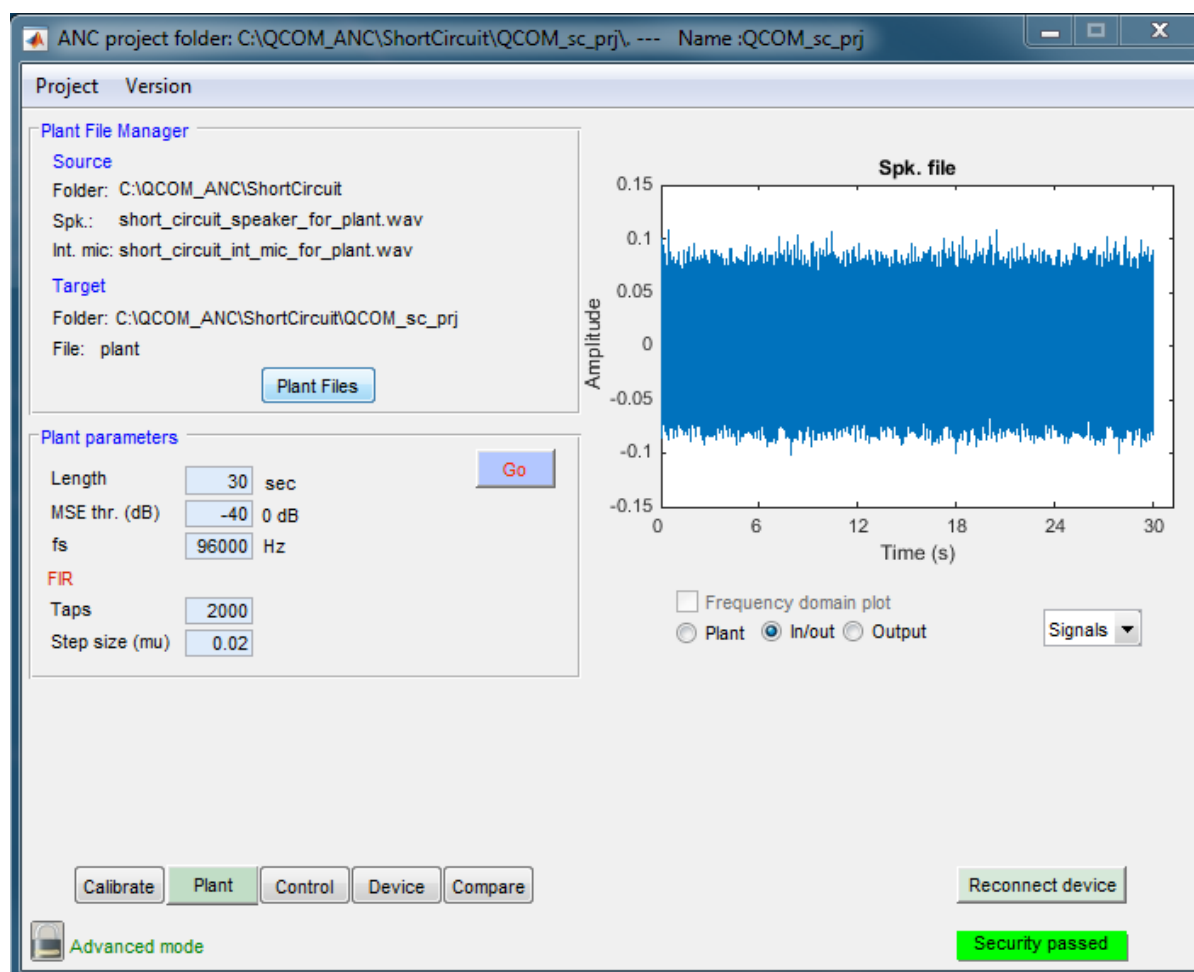 ANC project folder: C:\QCOM_ANC\ShortCircuit\QCOM_sc_prj\, --- Name :QCOM_sc_prj
Project Version
Plant File Manager
Source
Folder: C:\QCOM_ANC\ShortCircuit
Spk.: short_circuit_speaker_for_plant.wav
Int. mic: short_circuit_int_mic_for_plant.wav
Target
Folder: C:\QCOM_ANC\ShortCircuit\QCOM_sc_prj
File: plant
Plant Files
Plant parameters
Go
Length 30 sec
MSE thr. (dB) -40 0 dB
fs 96000 Hz
FIR
Taps 2000
Step size (mu) 0.02
Spk. file
0.15
0.1
0.05
0
-0.05
-0.1
-0.15
Amplitude
0 6 12 18 24 30
Time (s)
Frequency domain plot
Plant In/out Output
Signals
Calibrate Plant Control Device Compare
Reconnect device
Advanced mode
Security passed